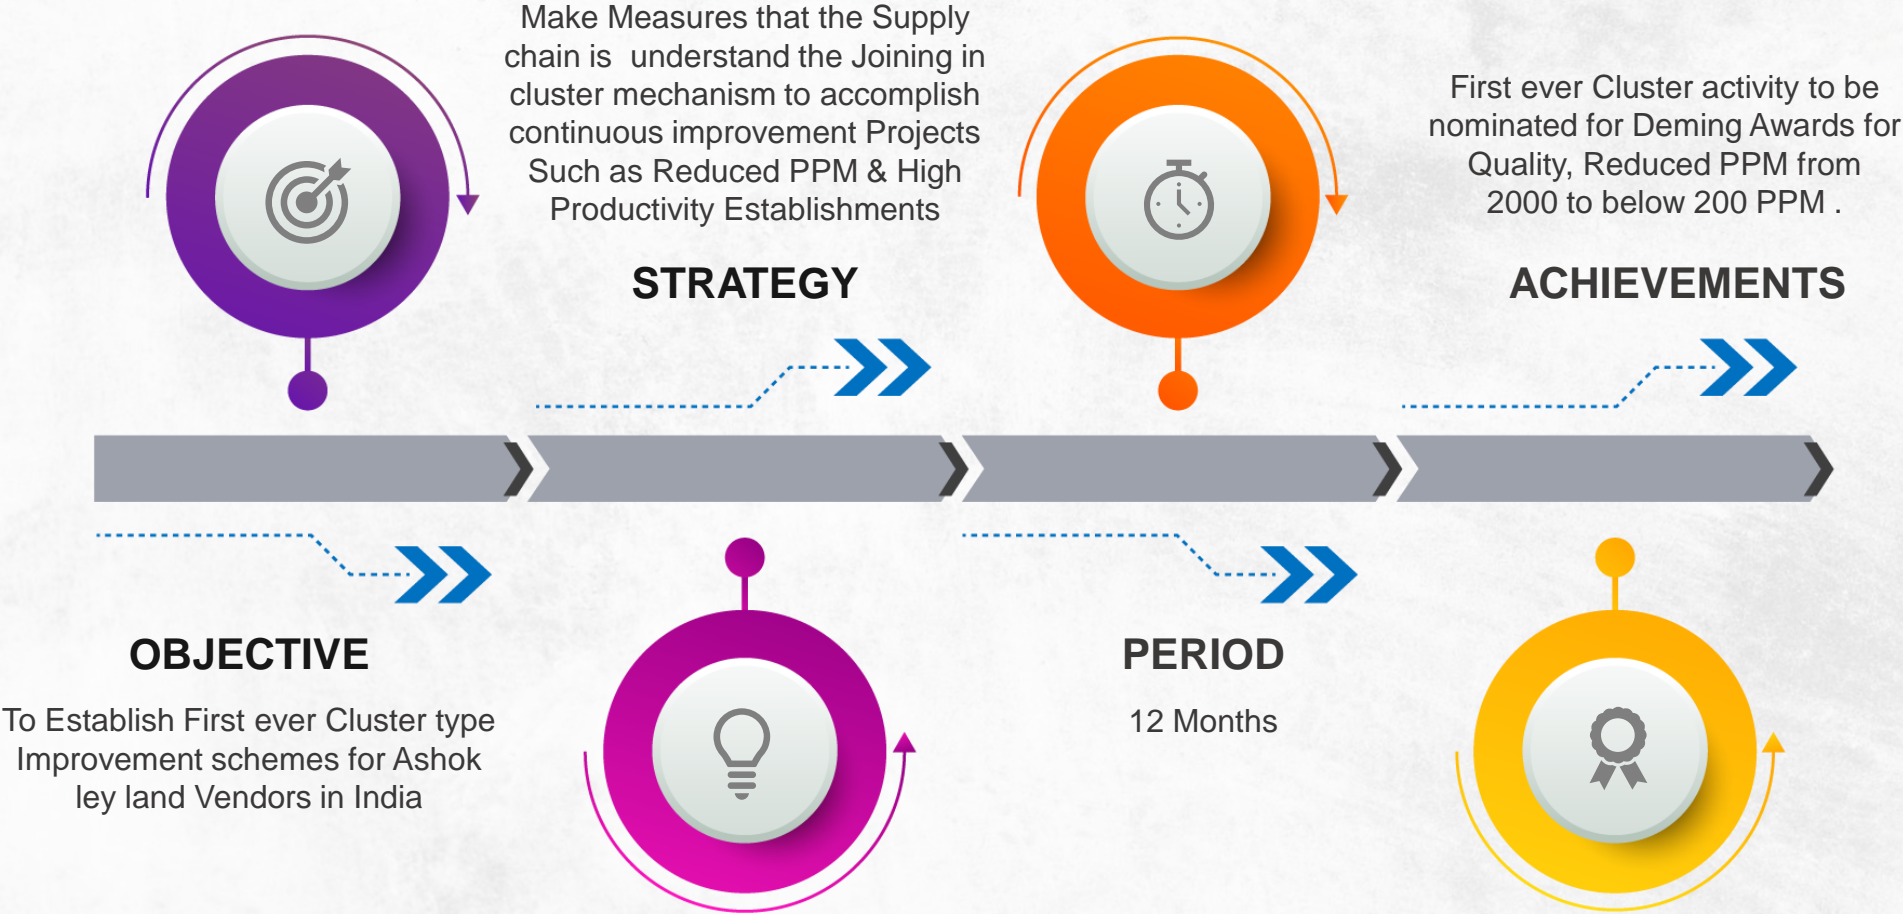 Make Measures that the Supply
chain is  understand the Joining in
cluster mechanism to accomplish
continuous improvement Projects
Such as Reduced PPM & High
Productivity Establishments
STRATEGY
First ever Cluster activity to be
nominated for Deming Awards for
Quality, Reduced PPM from
2000 to below 200 PPM .
ACHIEVEMENTS
OBJECTIVE
To Establish First ever Cluster type
Improvement schemes for Ashok
ley land Vendors in India
PERIOD
12 Months